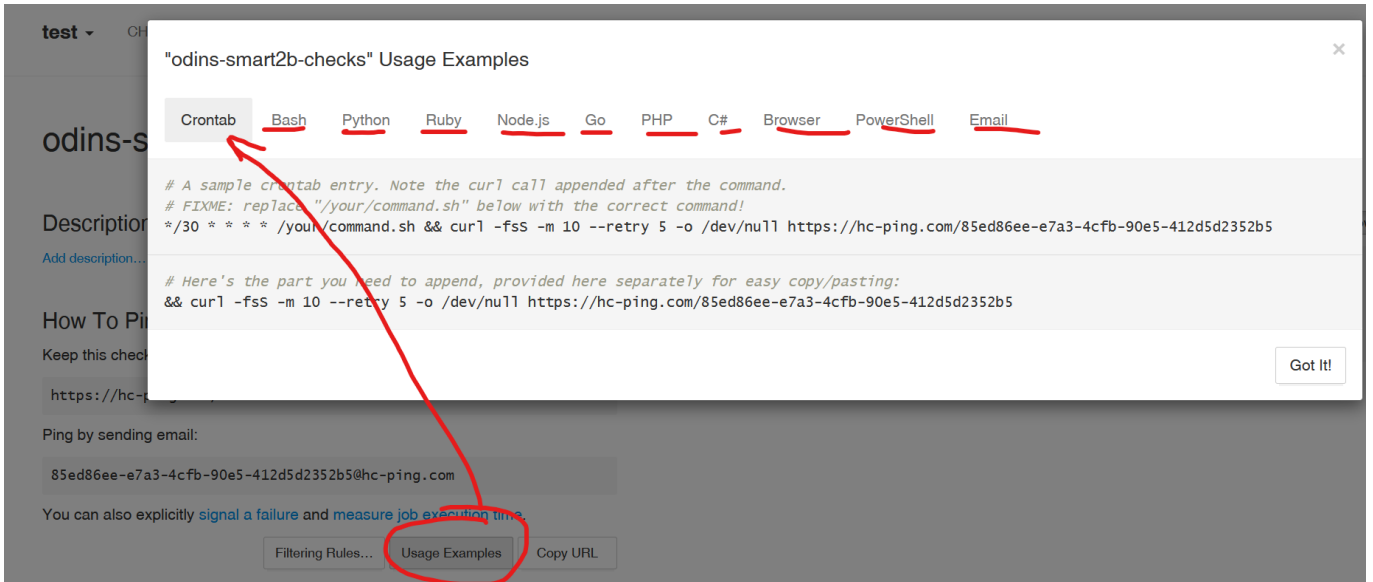 test
CH
"odins-smart2b-checks" Usage Examples
×
Crontab Bash Python Ruby Node.js Go PHP C# Browser PowerShell Email
odins-s
# A sample crontab entry. Note the curl call appended after the command.
# FIXME: replace "/your/command.sh" below with the correct command!
Description
*/30 * * * * /your/command.sh && curl -fsS -m 10 --retry 5 -o /dev/null https://hc-ping.com/85ed86ee-e7a3-4cfb-90e5-412d5d2352b5
Add description...
# Here's the part you need to append, provided here separately for easy copy/pasting:
&& curl -fsS -m 10 --retry 5 -o /dev/null https://hc-ping.com/85ed86ee-e7a3-4cfb-90e5-412d5d2352b5
How To Pi
Keep this check
Got It!
https://hc-p
Ping by sending email:
85ed86ee-e7a3-4cfb-90e5-412d5d2352b5@hc-ping.com
You can also explicitly signal a failure and measure job execution time.
Filtering Rules... Usage Examples Copy URL